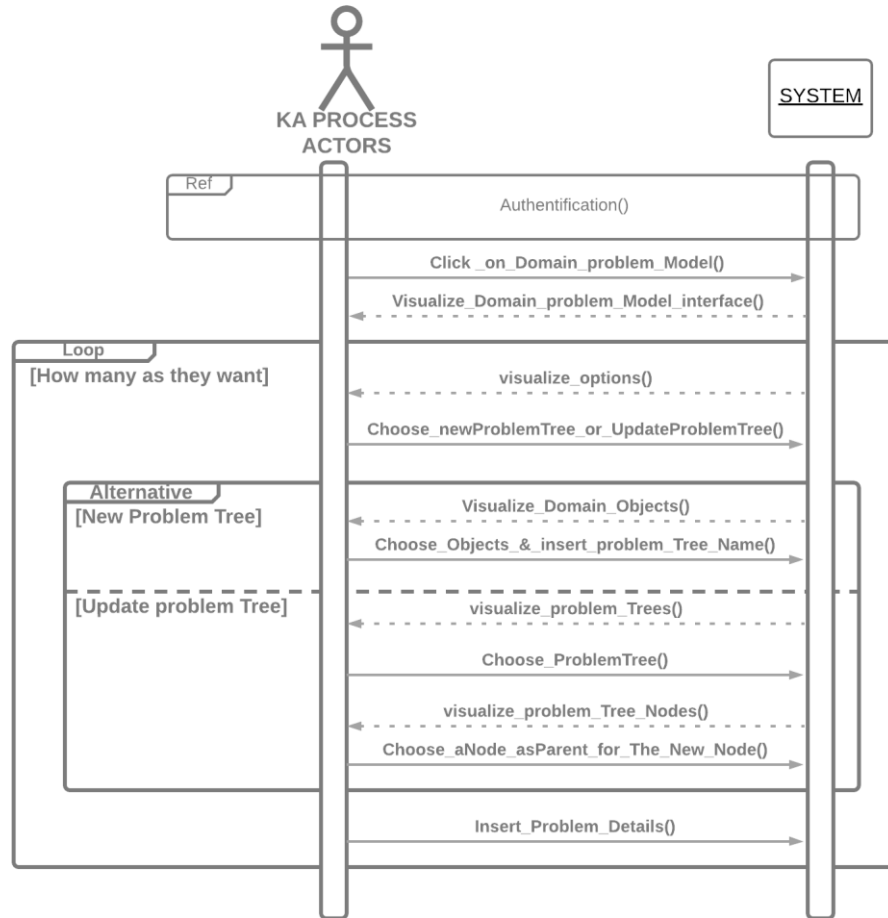 KA PROCESS
ACTORS
SYSTEM
Ref
Authentification()
Click _on_Domain_problem_Model()
Visualize_Domain_problem_Model_interface()
Loop
[How many as they want]
visualize_options()
Choose_newProblemTree_or_UpdateProblemTree()
Alternative
[New Problem Tree]
Visualize_Domain_Objects()
Choose_Objects_&_insert_problem_Tree_Name()
[Update problem Tree]
visualize_problem_Trees()
Choose_ProblemTree()
visualize_problem_Tree_Nodes()
Choose_aNode_asParent_for_The_New_Node()
Insert_Problem_Details()